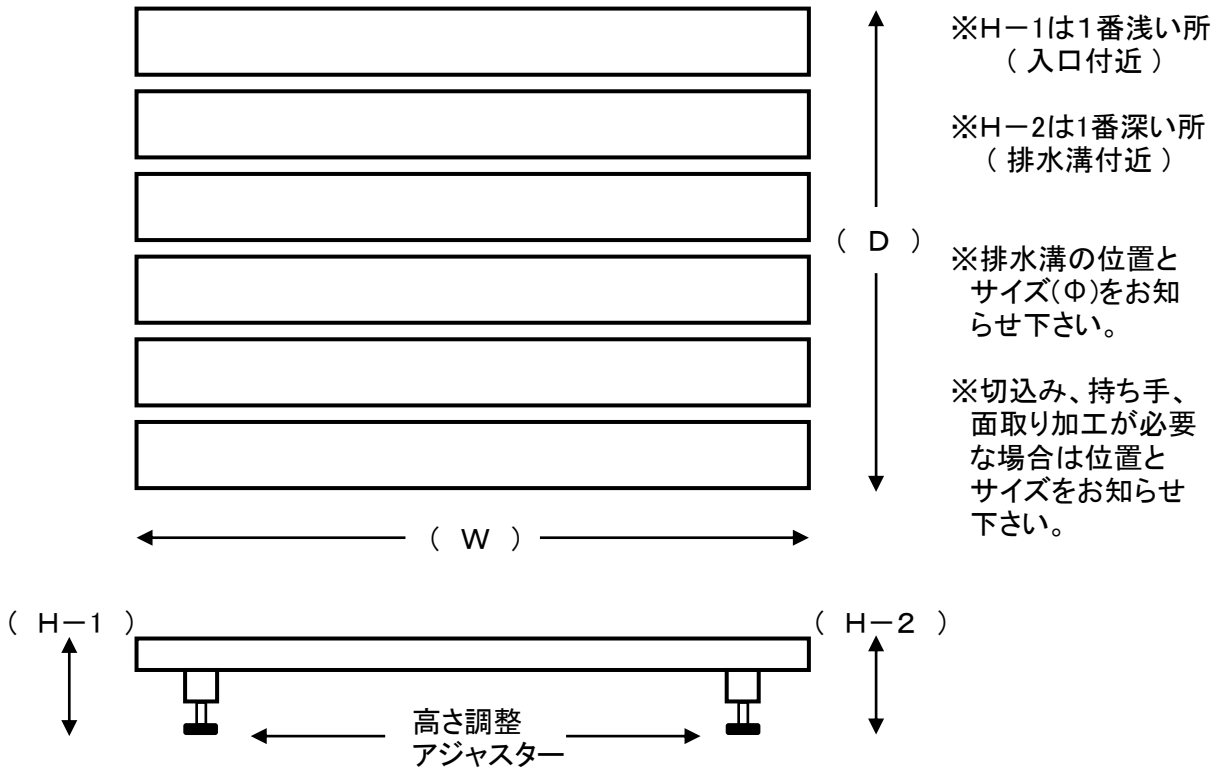 ※H－1は1番浅い所
( 入口付近 )
※H－2は1番深い所
( 排水溝付近 )
( D )
※排水溝の位置と
サイズ(Φ)をお知
らせ下さい。
※切込み、持ち手、
面取り加工が必要
な場合は位置と
サイズをお知らせ
下さい。
( W )
( H－1 )
( H－2 )
高さ調整
アジャスター